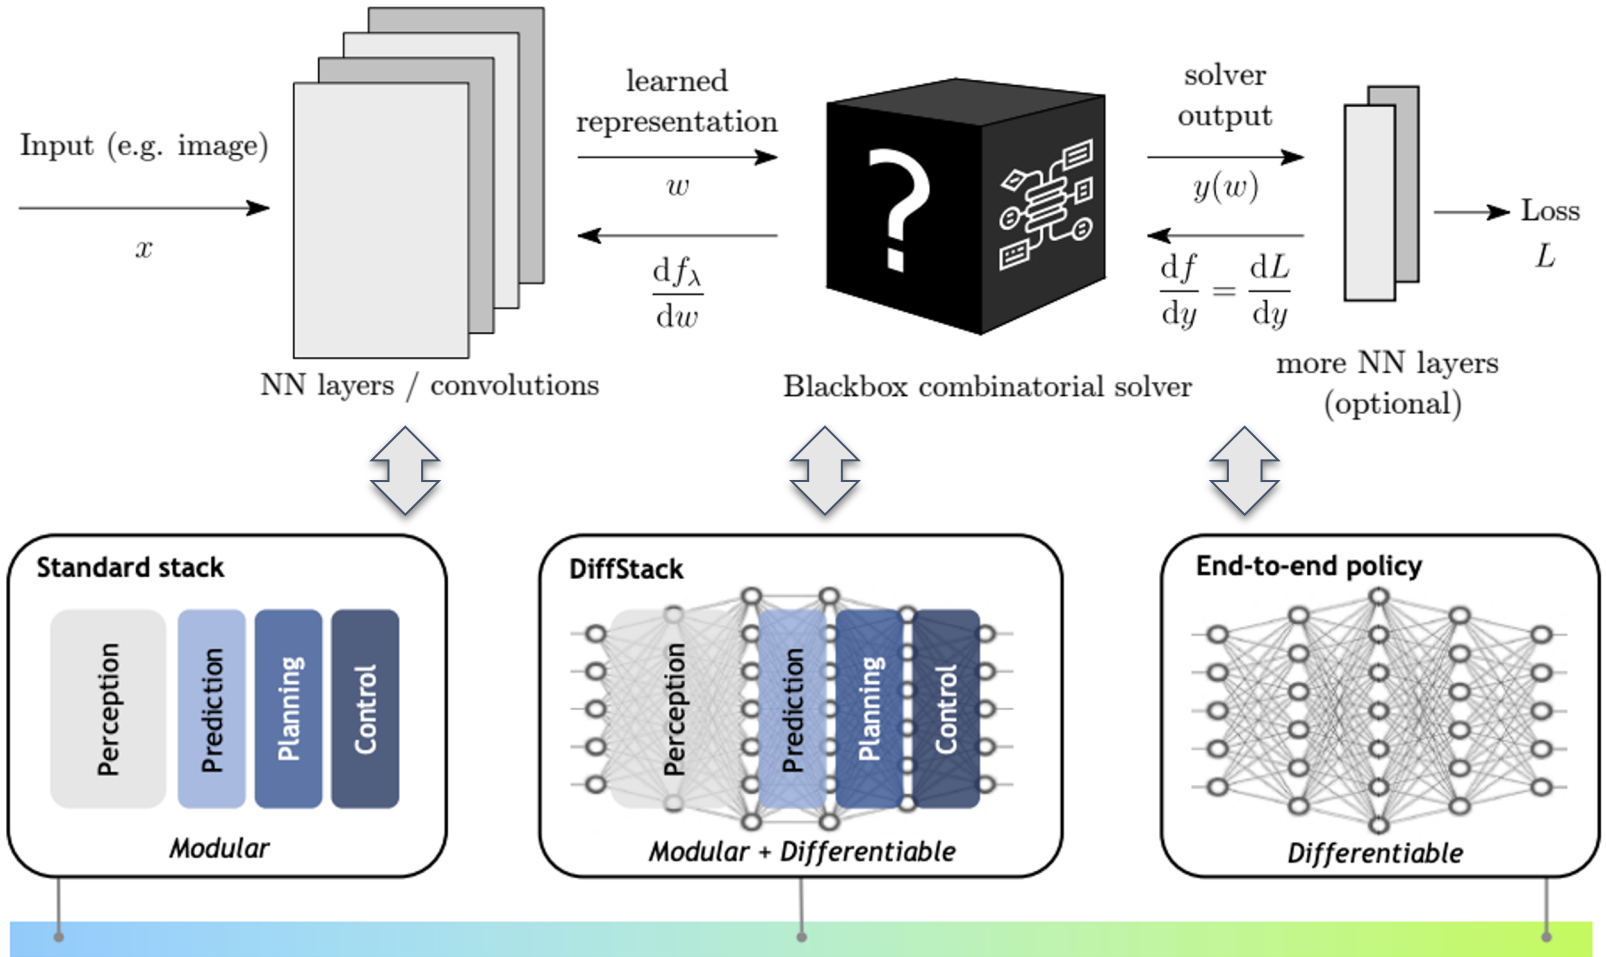 Input (e.g. image)
x
NN layers / convolutions
learned
representation
w
df_λ
dw
?
Blackbox combinatorial solver
solver
output
y(w)
df/dy = dL/dy
more NN layers
(optional)
Loss
L
Standard stack
Perception
Prediction
Planning
Control
Modular
DiffStack
Perception
Prediction
Planning
Control
Modular + Differentiable
End-to-end policy
Differentiable